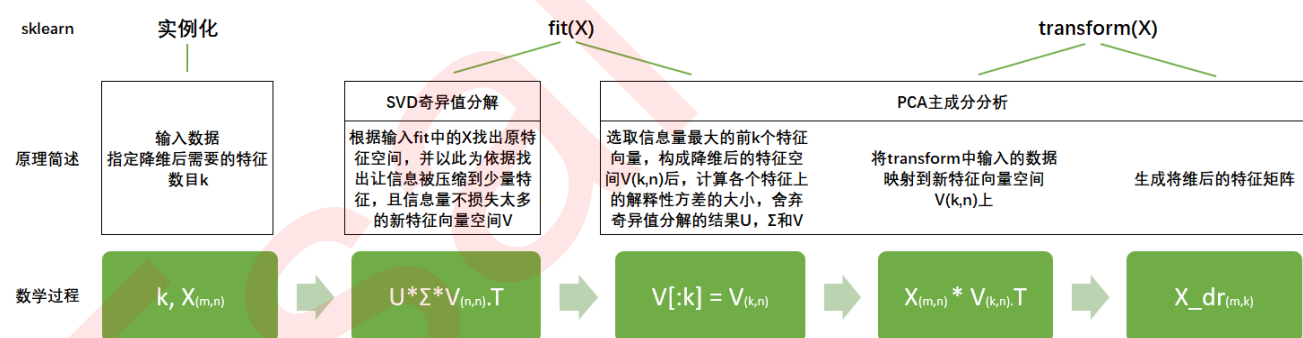 sklearn
实例化
fit(X)
transform(X)
原理简述
输入数据
指定降维后需要的特征
数目k
SVD奇异值分解
根据输入fit中的X找出原特
征空间，并以此为依据找
出让信息被压缩到少量特
征，且信息量不损失太多
的新特征向量空间V
PCA主成分分析
选取信息量最大的前k个特征
向量，构成降维后的特征空
间V(k,n)后，计算各个特征上
的解释性方差的大小，舍弃
奇异值分解的结果U，Σ和V
将transform中输入的数据
映射到新特征向量空间
V(k,n)上
生成将维后的特征矩阵
数学过程
k, X(m,n)
U*Σ*V(n,n).T
V[:k] = V(k,n)
X(m,n) * V(k,n).T
X_dr(m,k)